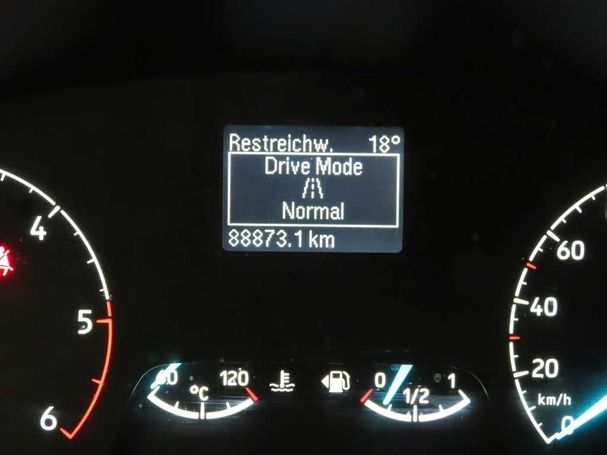 Restreichw. 18°
Drive Mode
Normal
88873.1 km
4
5
6
60
40
20
0
km/h
60 °C 120
0 1/2 1